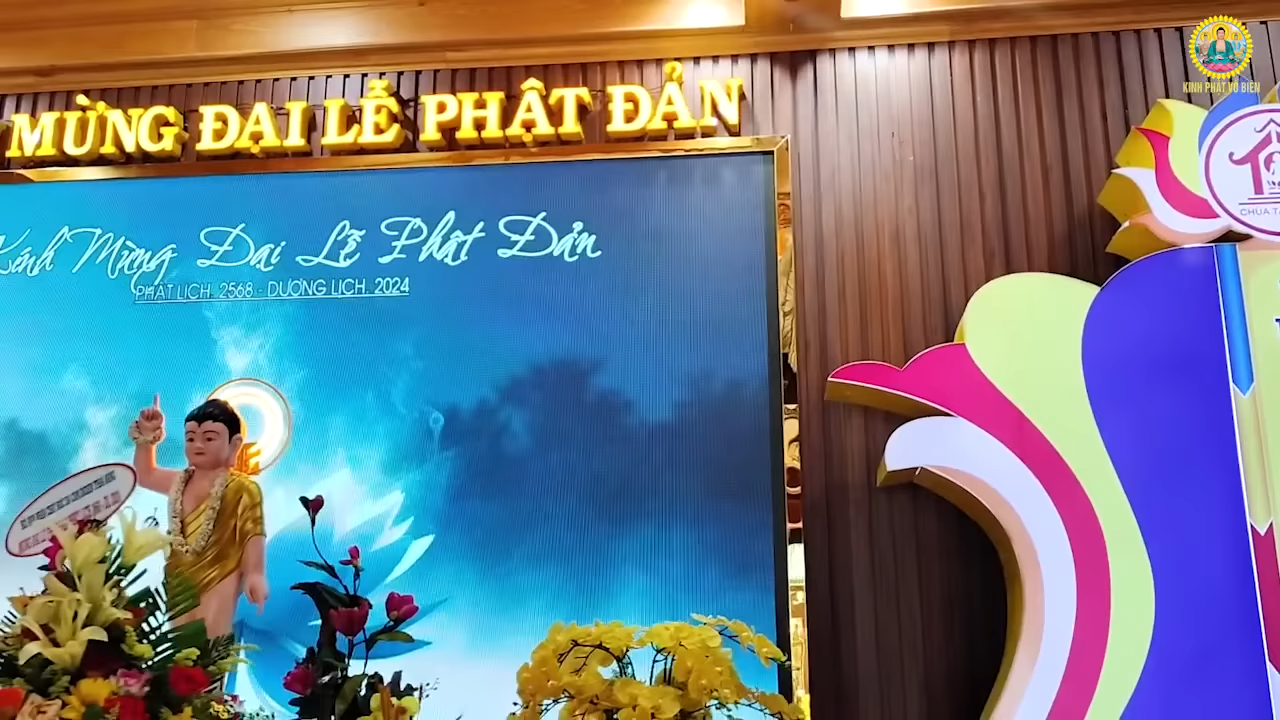 MỪNG ĐẠI LỄ PHẬT ĐẢN
KINH PHẬT VÔ BIÊN
Kính Mừng Đại Lễ Phật Đản
PHẬT LỊCH. 2568 - DƯƠNG LỊCH. 2024
CHÙA